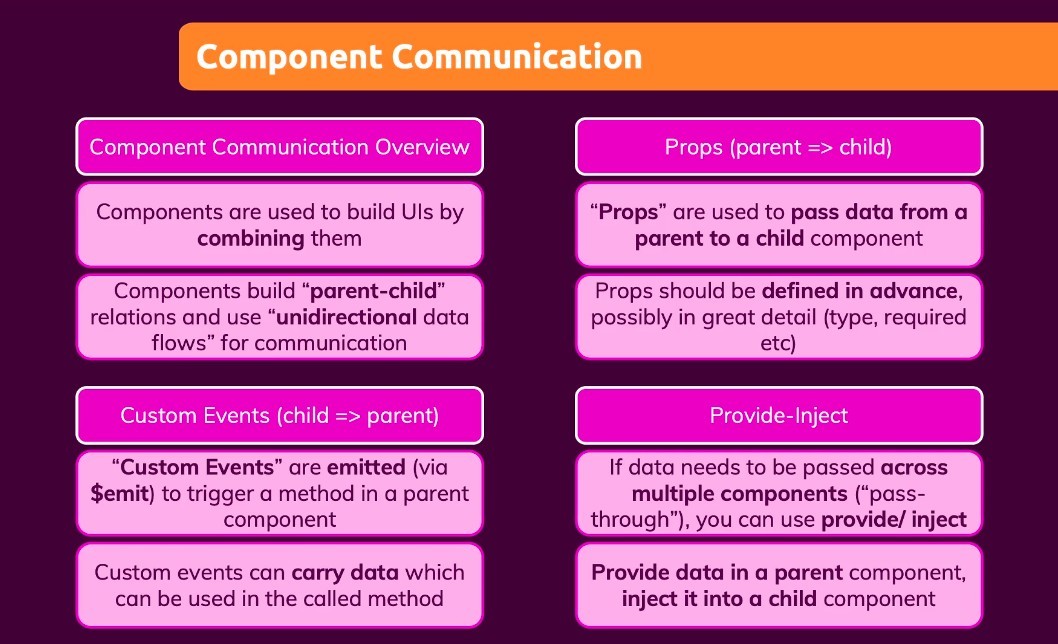 Component Communication
Component Communication Overview
Components are used to build UIs by
combining them
Components build “parent-child”
relations and use “unidirectional data
flows” for communication
Props (parent => child)
“Props” are used to pass data from a
parent to a child component
Props should be defined in advance,
possibly in great detail (type, required
etc)
Custom Events (child => parent)
“Custom Events” are emitted (via
$emit) to trigger a method in a parent
component
Custom events can carry data which
can be used in the called method
Provide-Inject
If data needs to be passed across
multiple components (“pass-
through”), you can use provide/ inject
Provide data in a parent component,
inject it into a child component